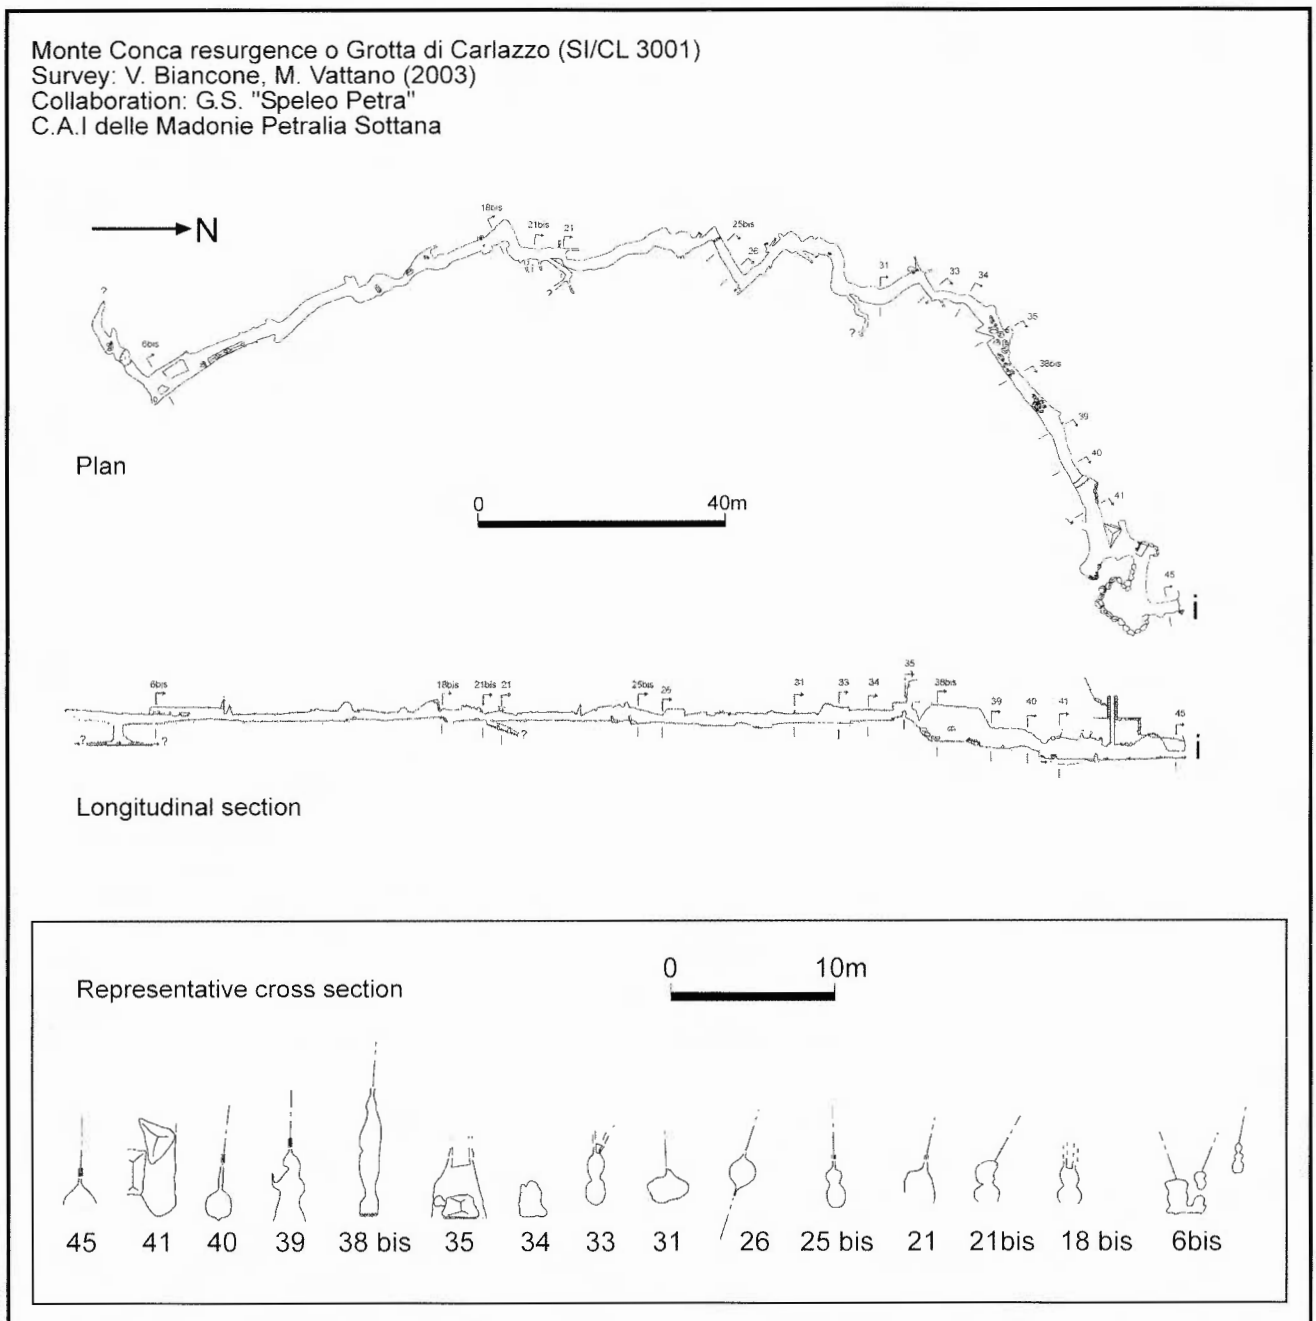 Monte Conca resurgence o Grotta di Carlazzo (SI/CL 3001)
Survey: V. Biancone, M. Vattano (2003)
Collaboration: G.S. "Speleo Petra"
C.A.I delle Madonie Petralia Sottana
N
18bis
21bis
21
25bis
26
31
33
34
35
38bis
39
40
41
45
i
?
6bis
?
?
Plan
0 40m
6bis
18bis
21bis
21
25bis
26
31
33
34
35
38bis
39
40
41
45
i
?
?
?
Longitudinal section
Representative cross section
0 10m
45 41 40 39 38 bis 35 34 33 31 26 25 bis 21 21bis 18 bis 6bis